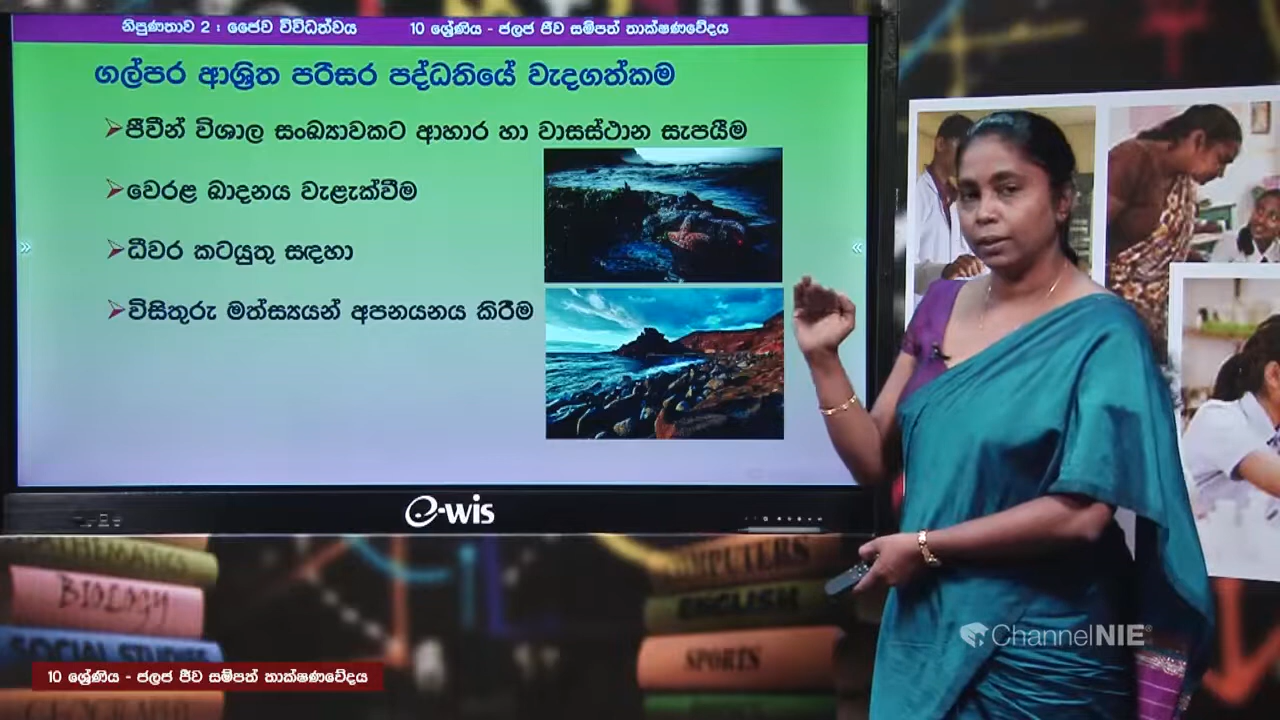 නිපුණතාව 2 : ජෛව විවිධත්වය 10 ශ්‍රේණිය - ජලජ ජීව සම්පත් තාක්ෂණවේදය
ගල්පර ආශ්‍රිත පරිසර පද්ධතියේ වැදගත්කම
ජීවීන් විශාල සංඛ්‍යාවකට ආහාර හා වාසස්ථාන සැපයීම
වෙරළ ඛාදනය වැළැක්වීම
ධීවර කටයුතු සඳහා
විසිතුරු මත්ස්‍යයන් අපනයනය කිරීම
e-wis
MATHEMATICS
BIOLOGY
SOCIAL STUDIES
GEOGRAPHY
COMPUTERS
ENGLISH
SPORTS
ChannelNIE
10 ශ්‍රේණිය - ජලජ ජීව සම්පත් තාක්ෂණවේදය